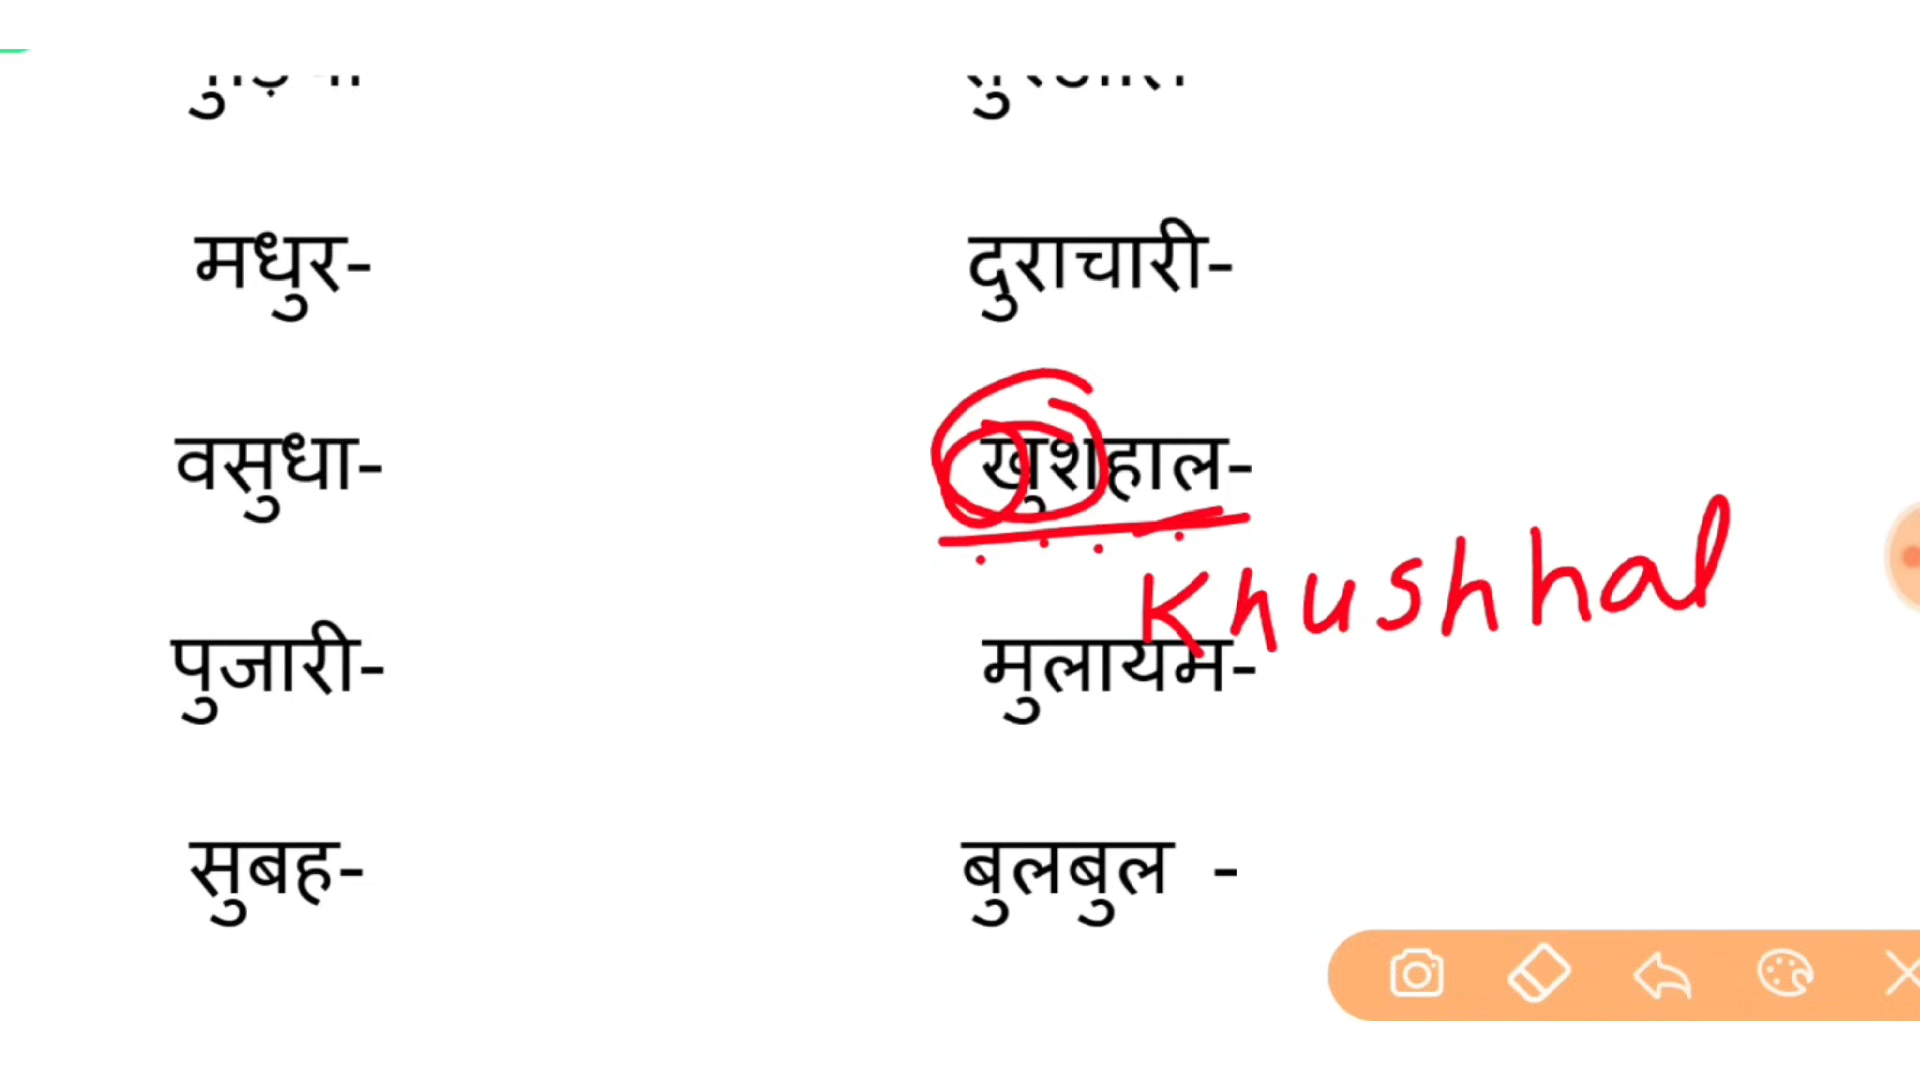 मधुर- दुराचारी-
वसुधा- खुशहाल-
Khushhal
पुजारी- मुलायम-
सुबह- बुलबुल -